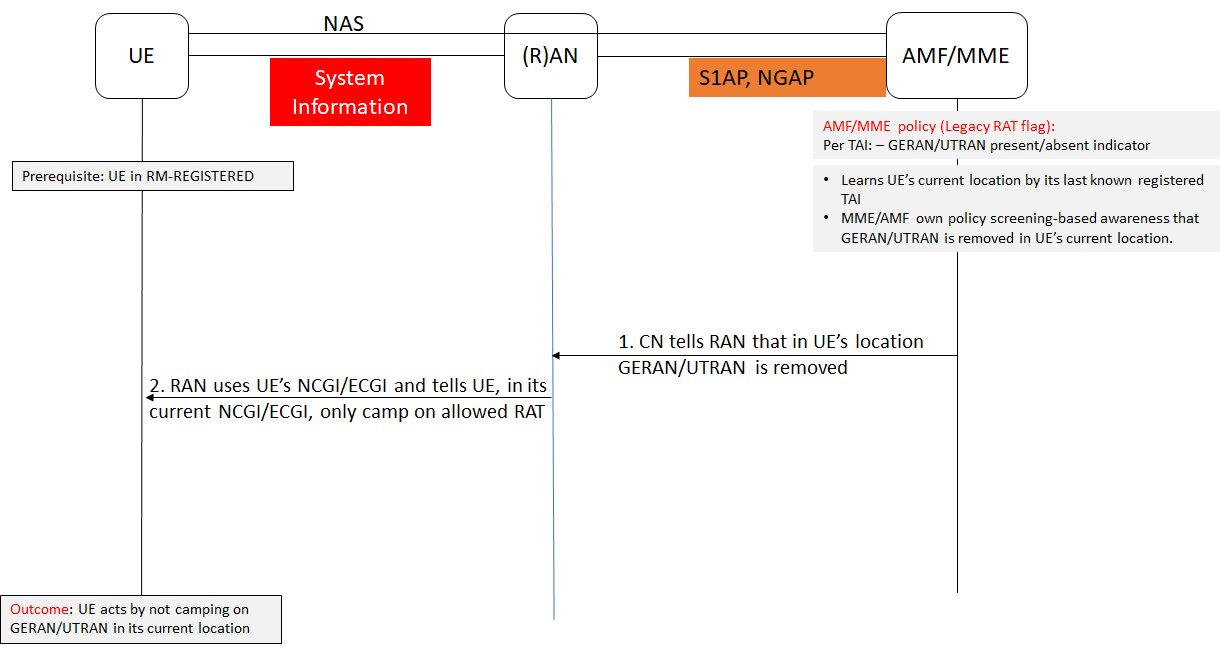 NAS
UE
(R)AN
AMF/MME
System
Information
S1AP, NGAP
AMF/MME policy (Legacy RAT flag):
Per TAI: – GERAN/UTRAN present/absent indicator
Prerequisite: UE in RM-REGISTERED
• Learns UE’s current location by its last known registered
TAI
• MME/AMF own policy screening-based awareness that
GERAN/UTRAN is removed in UE’s current location.
1. CN tells RAN that in UE’s location
GERAN/UTRAN is removed
2. RAN uses UE’s NCGI/ECGI and tells UE, in its
current NCGI/ECGI, only camp on allowed RAT
Outcome: UE acts by not camping on
GERAN/UTRAN in its current location